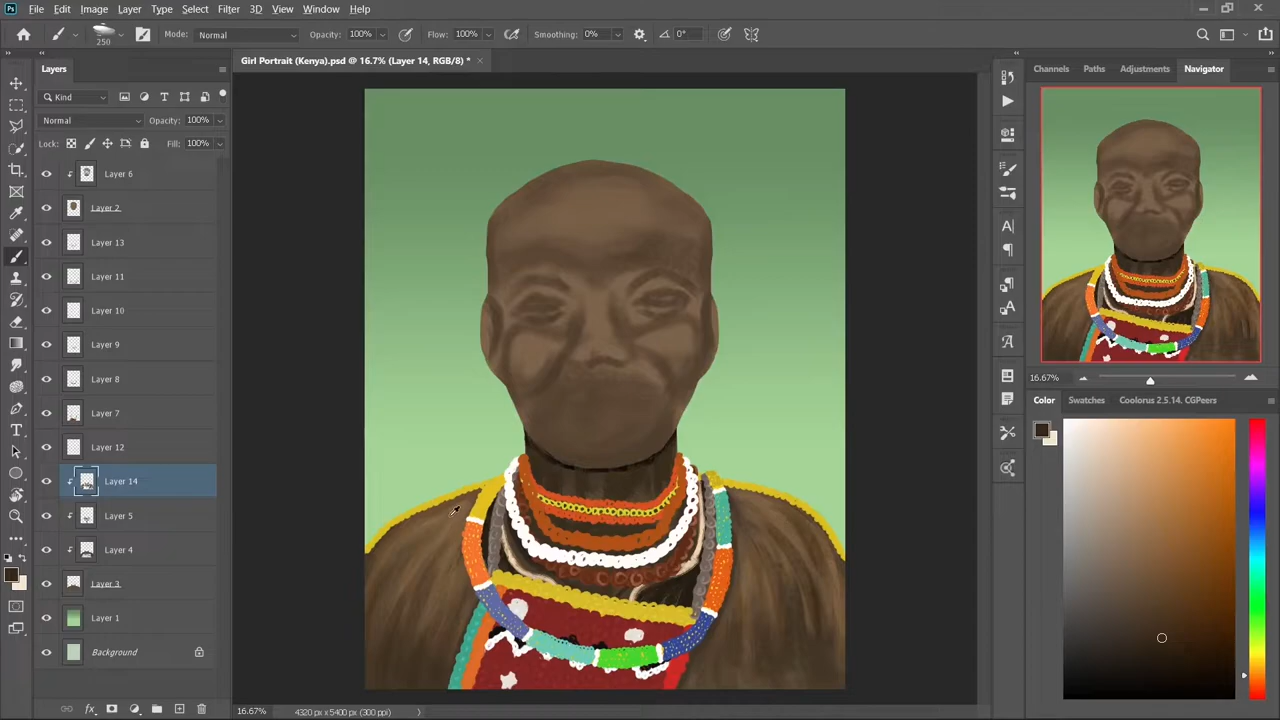 Ps File Edit Image Layer Type Select Filter 3D View Window Help
250 Mode: Normal Opacity: 100% Flow: 100% Smoothing: 0% 0°
Layers
Girl Portrait (Kenya).psd @ 16.7% (Layer 14, RGB/8) *
Channels Paths Adjustments Navigator
Kind
Normal Opacity: 100%
Lock: Fill: 100%
Layer 6
Layer 2
Layer 13
Layer 11
Layer 10
Layer 9
Layer 8
Layer 7
Layer 12
Layer 14
Layer 5
Layer 4
Layer 3
Layer 1
Background
16.67%
Color Swatches Coolorus 2.5.14. CGPeers
16.67% 4320 px x 5400 px (300 ppi)